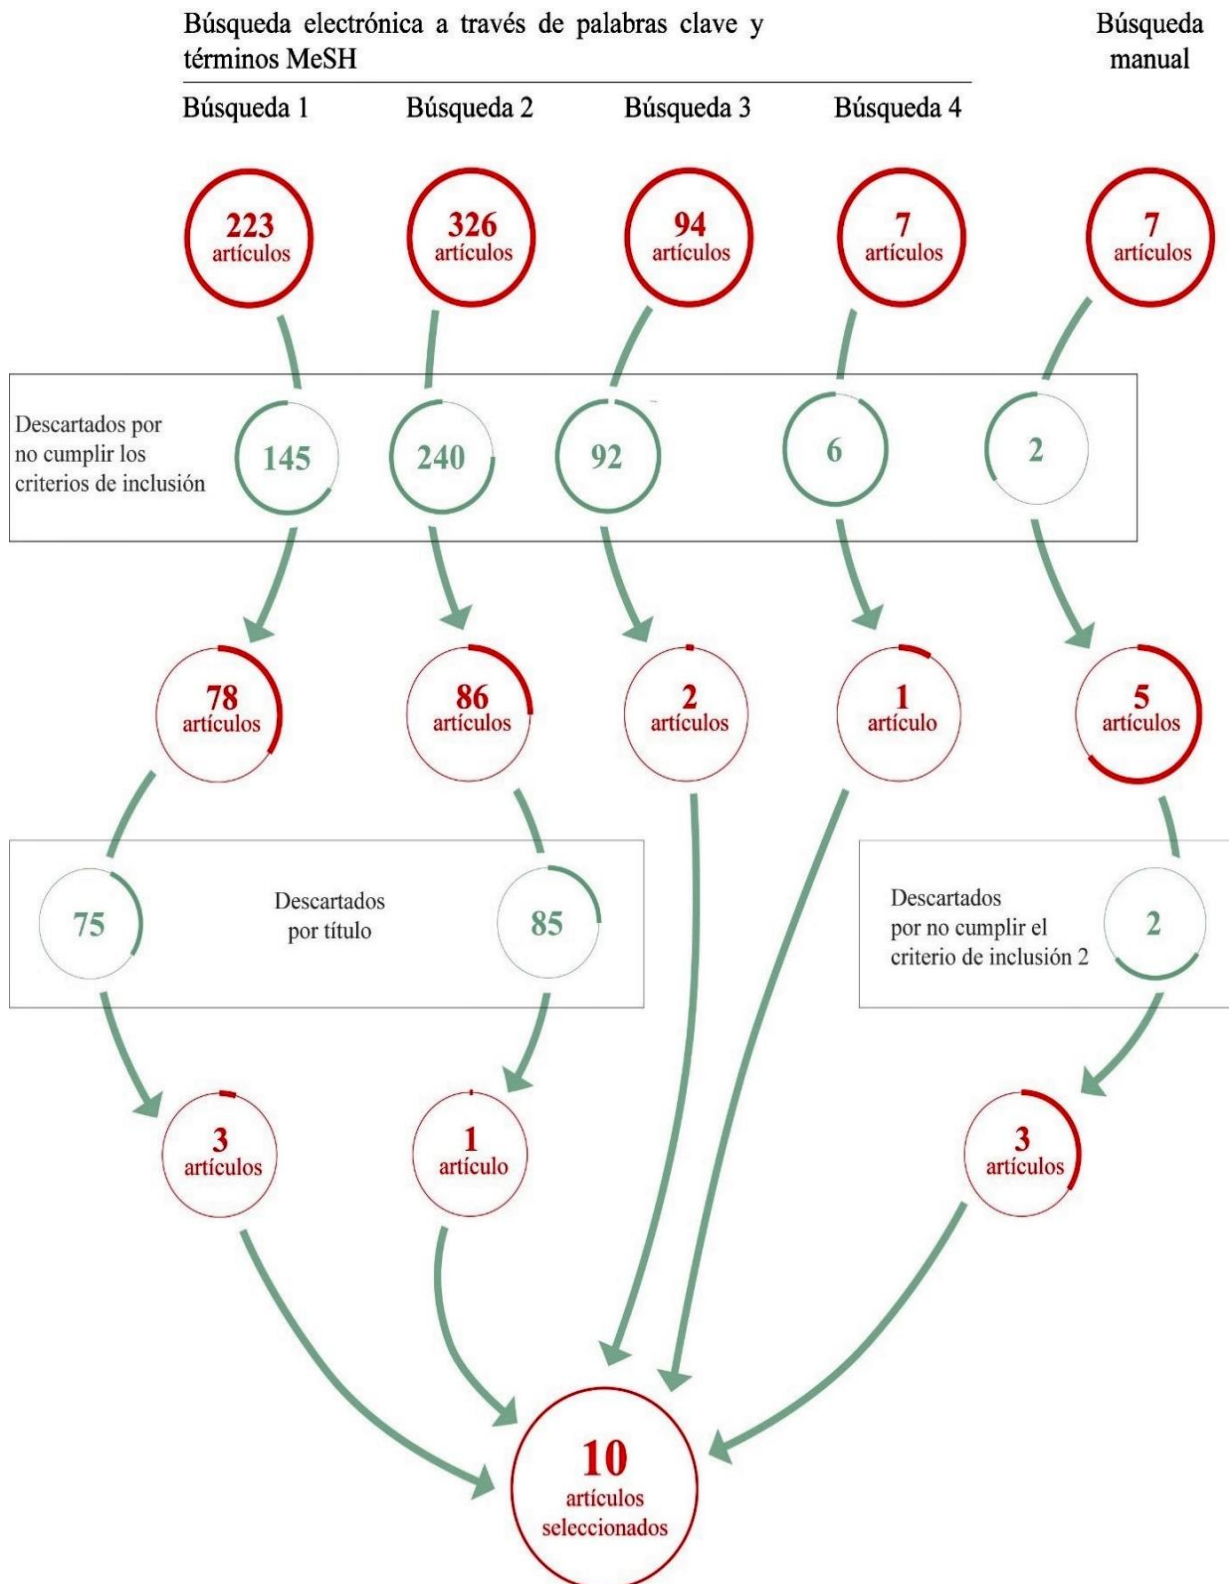 Búsqueda electrónica a través de palabras clave y
términos MeSH
Búsqueda
manual
Búsqueda 1
Búsqueda 2
Búsqueda 3
Búsqueda 4
223
artículos
326
artículos
94
artículos
7
artículos
7
artículos
Descartados por
no cumplir los
criterios de inclusión
145
240
92
6
2
78
artículos
86
artículos
2
artículos
1
artículo
5
artículos
75
Descartados
por título
85
Descartados
por no cumplir el
criterio de inclusión 2
2
3
artículos
1
artículo
3
artículos
10
artículos
seleccionados